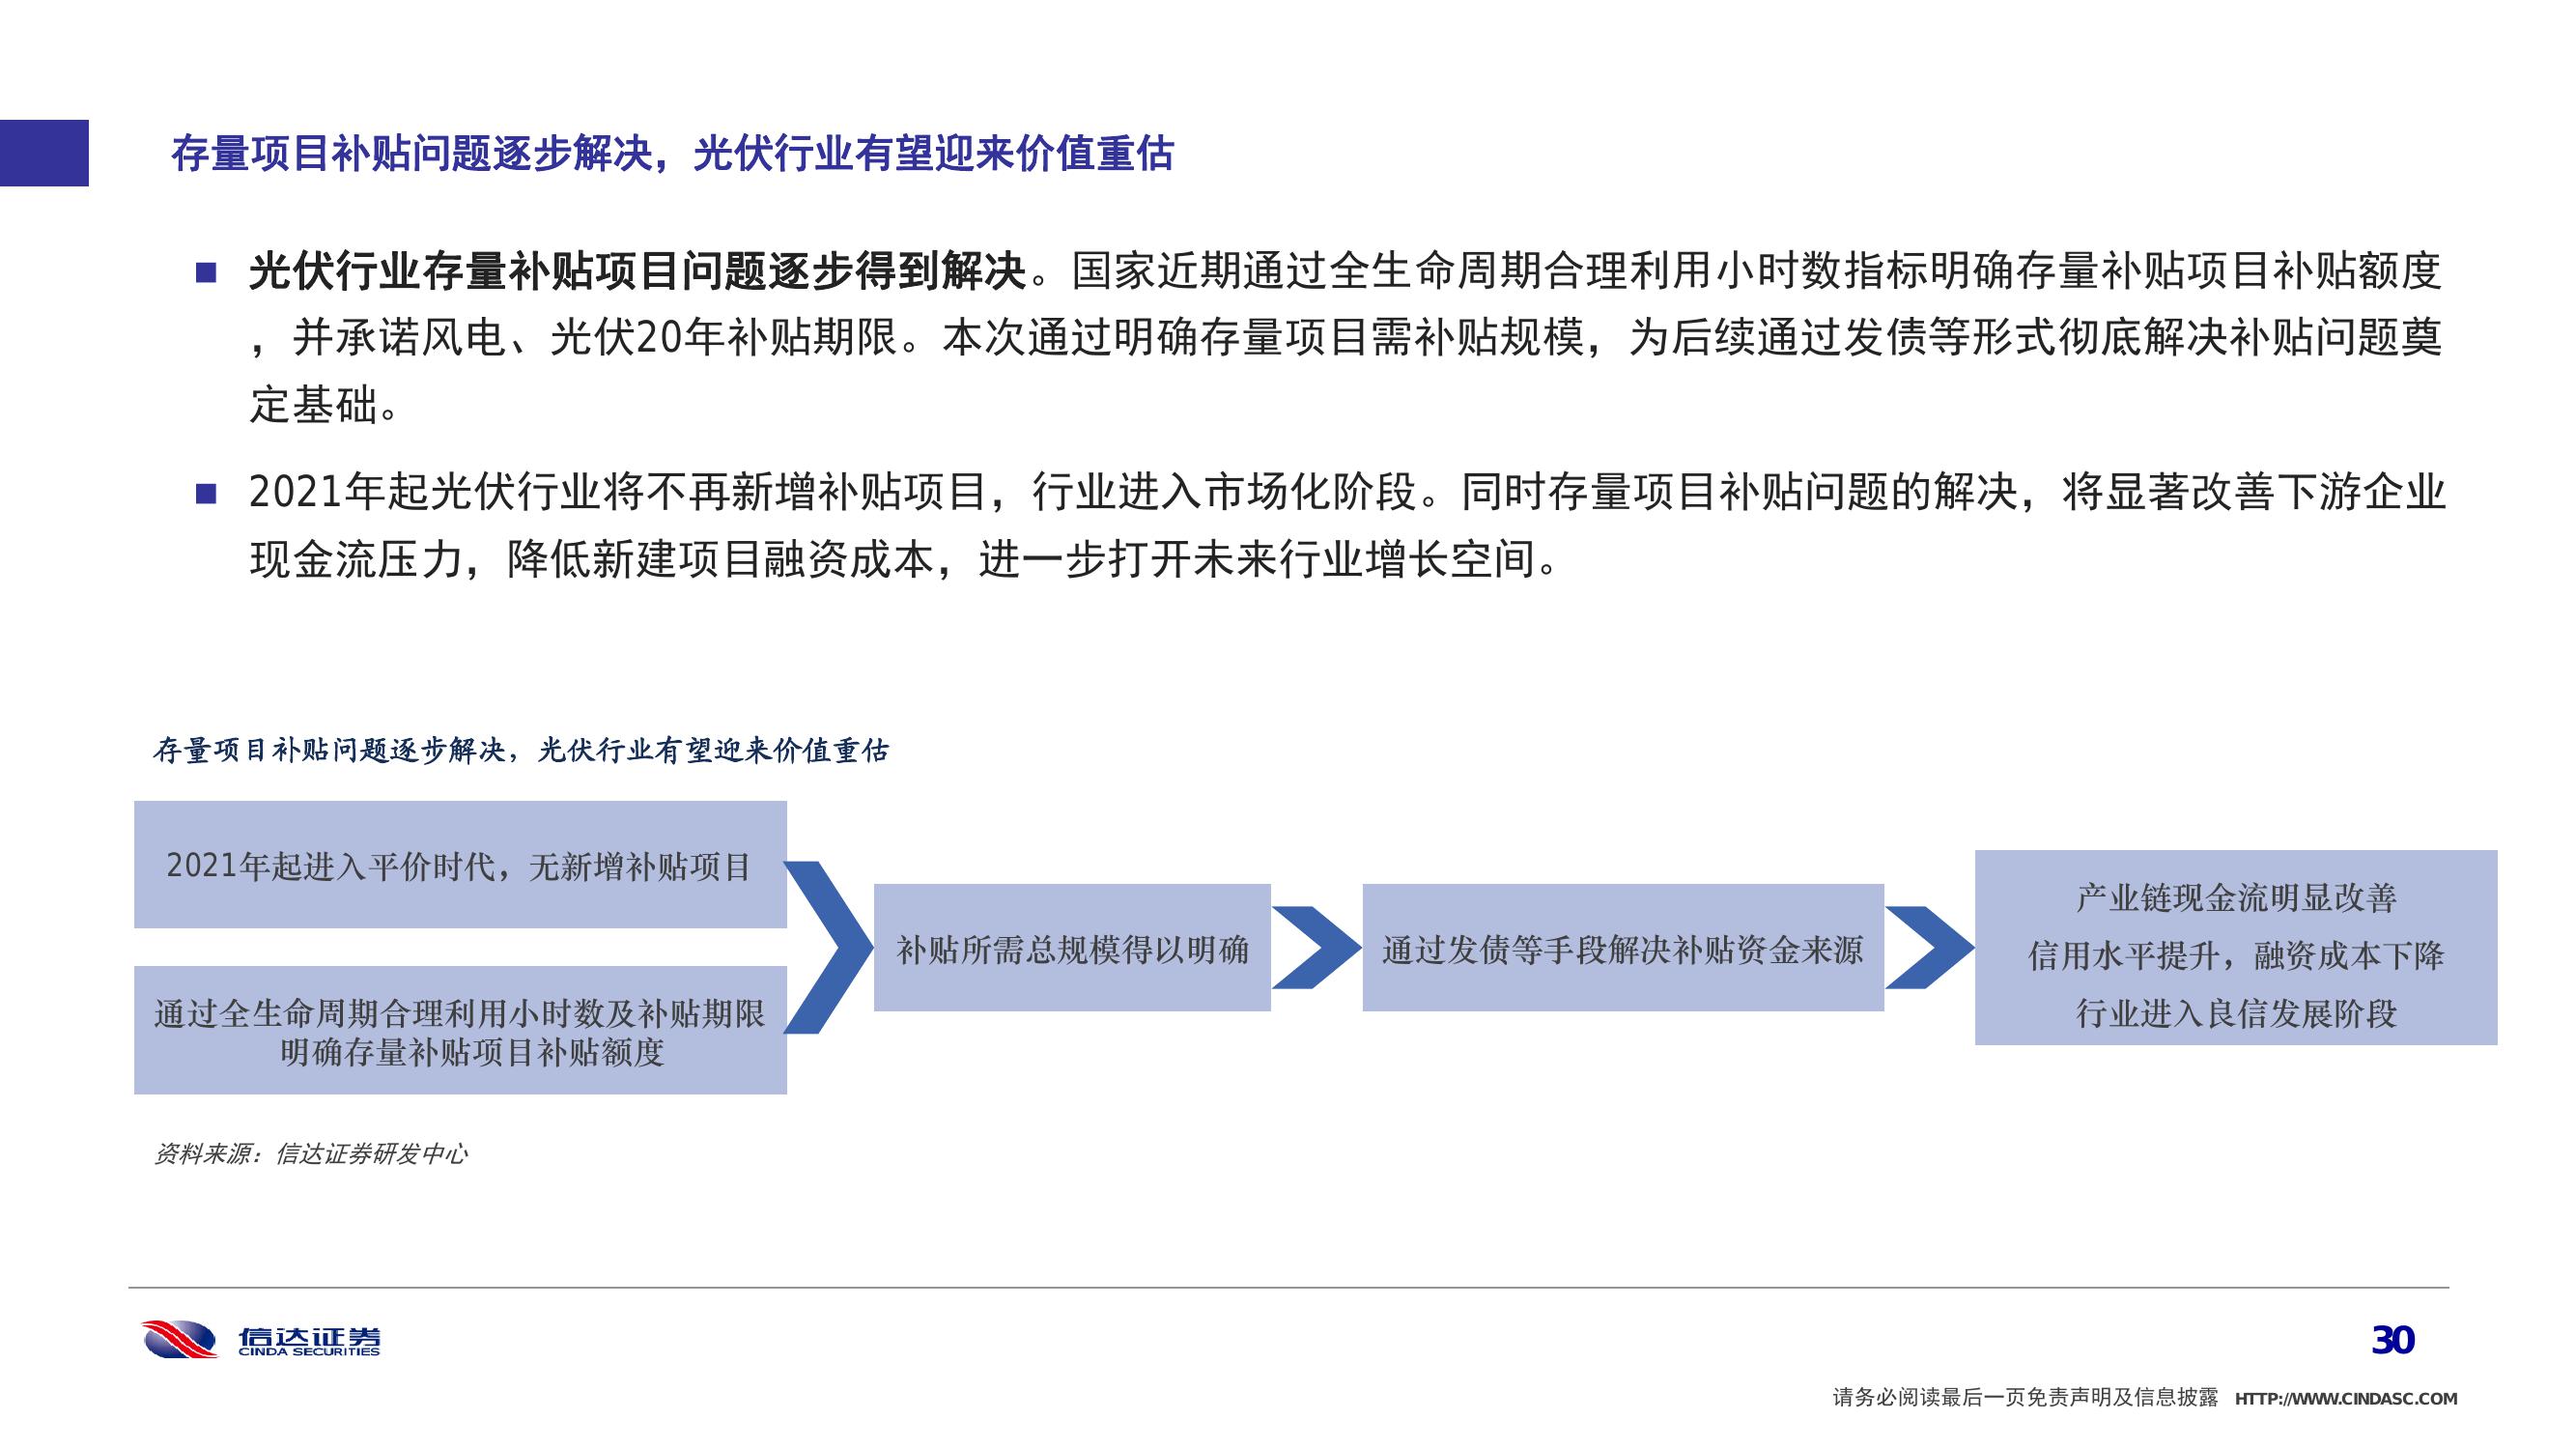 存量项目补贴问题逐步解决，光伏行业有望迎来价值重估
■ 光伏行业存量补贴项目问题逐步得到解决。国家近期通过全生命周期合理利用小时数指标明确存量补贴项目补贴额度
，并承诺风电、光伏20年补贴期限。本次通过明确存量项目需补贴规模，为后续通过发债等形式彻底解决补贴问题奠
定基础。
■ 2021年起光伏行业将不再新增补贴项目，行业进入市场化阶段。同时存量项目补贴问题的解决，将显著改善下游企业
现金流压力，降低新建项目融资成本，进一步打开未来行业增长空间。
存量项目补贴问题逐步解决，光伏行业有望迎来价值重估
2021年起进入平价时代，无新增补贴项目
通过全生命周期合理利用小时数及补贴期限
明确存量补贴项目补贴额度
补贴所需总规模得以明确
通过发债等手段解决补贴资金来源
产业链现金流明显改善
信用水平提升，融资成本下降
行业进入良信发展阶段
资料来源：信达证券研发中心
信达证券
CINDA SECURITIES
30
请务必阅读最后一页免责声明及信息披露 HTTP://WWW.CINDASC.COM